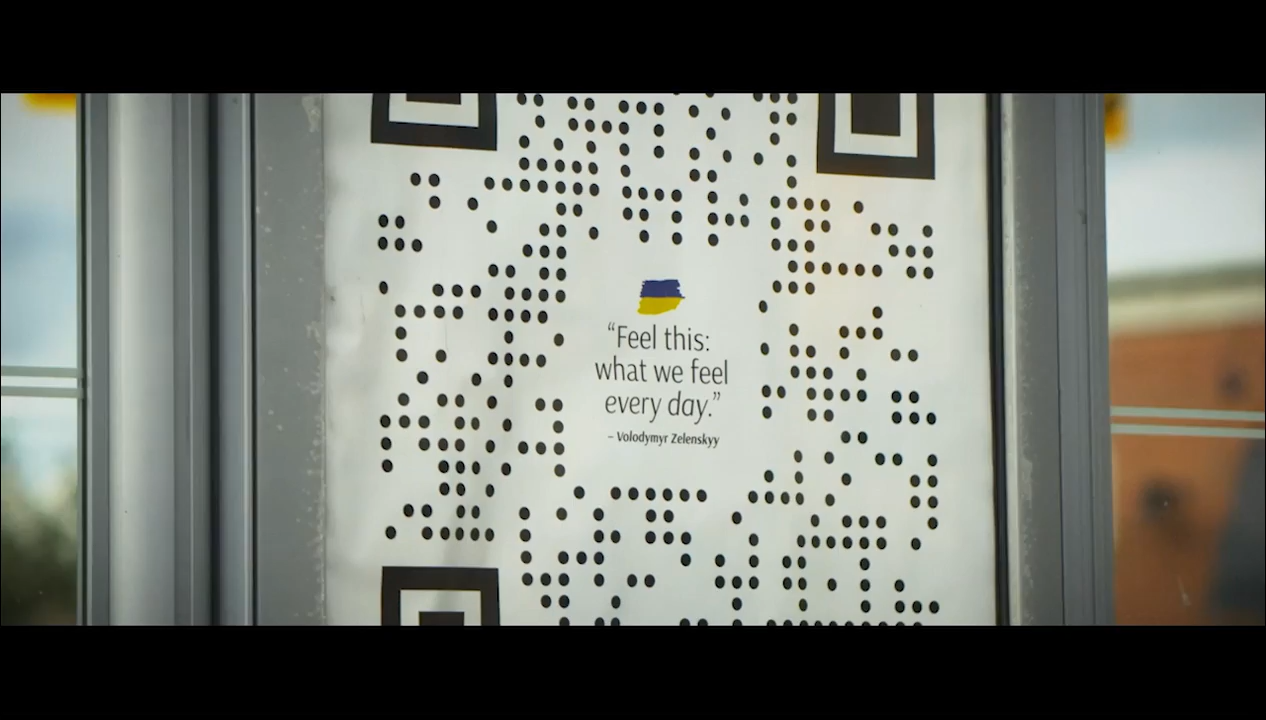 “Feel this:
what we feel
every day.”
– Volodymyr Zelenskyy